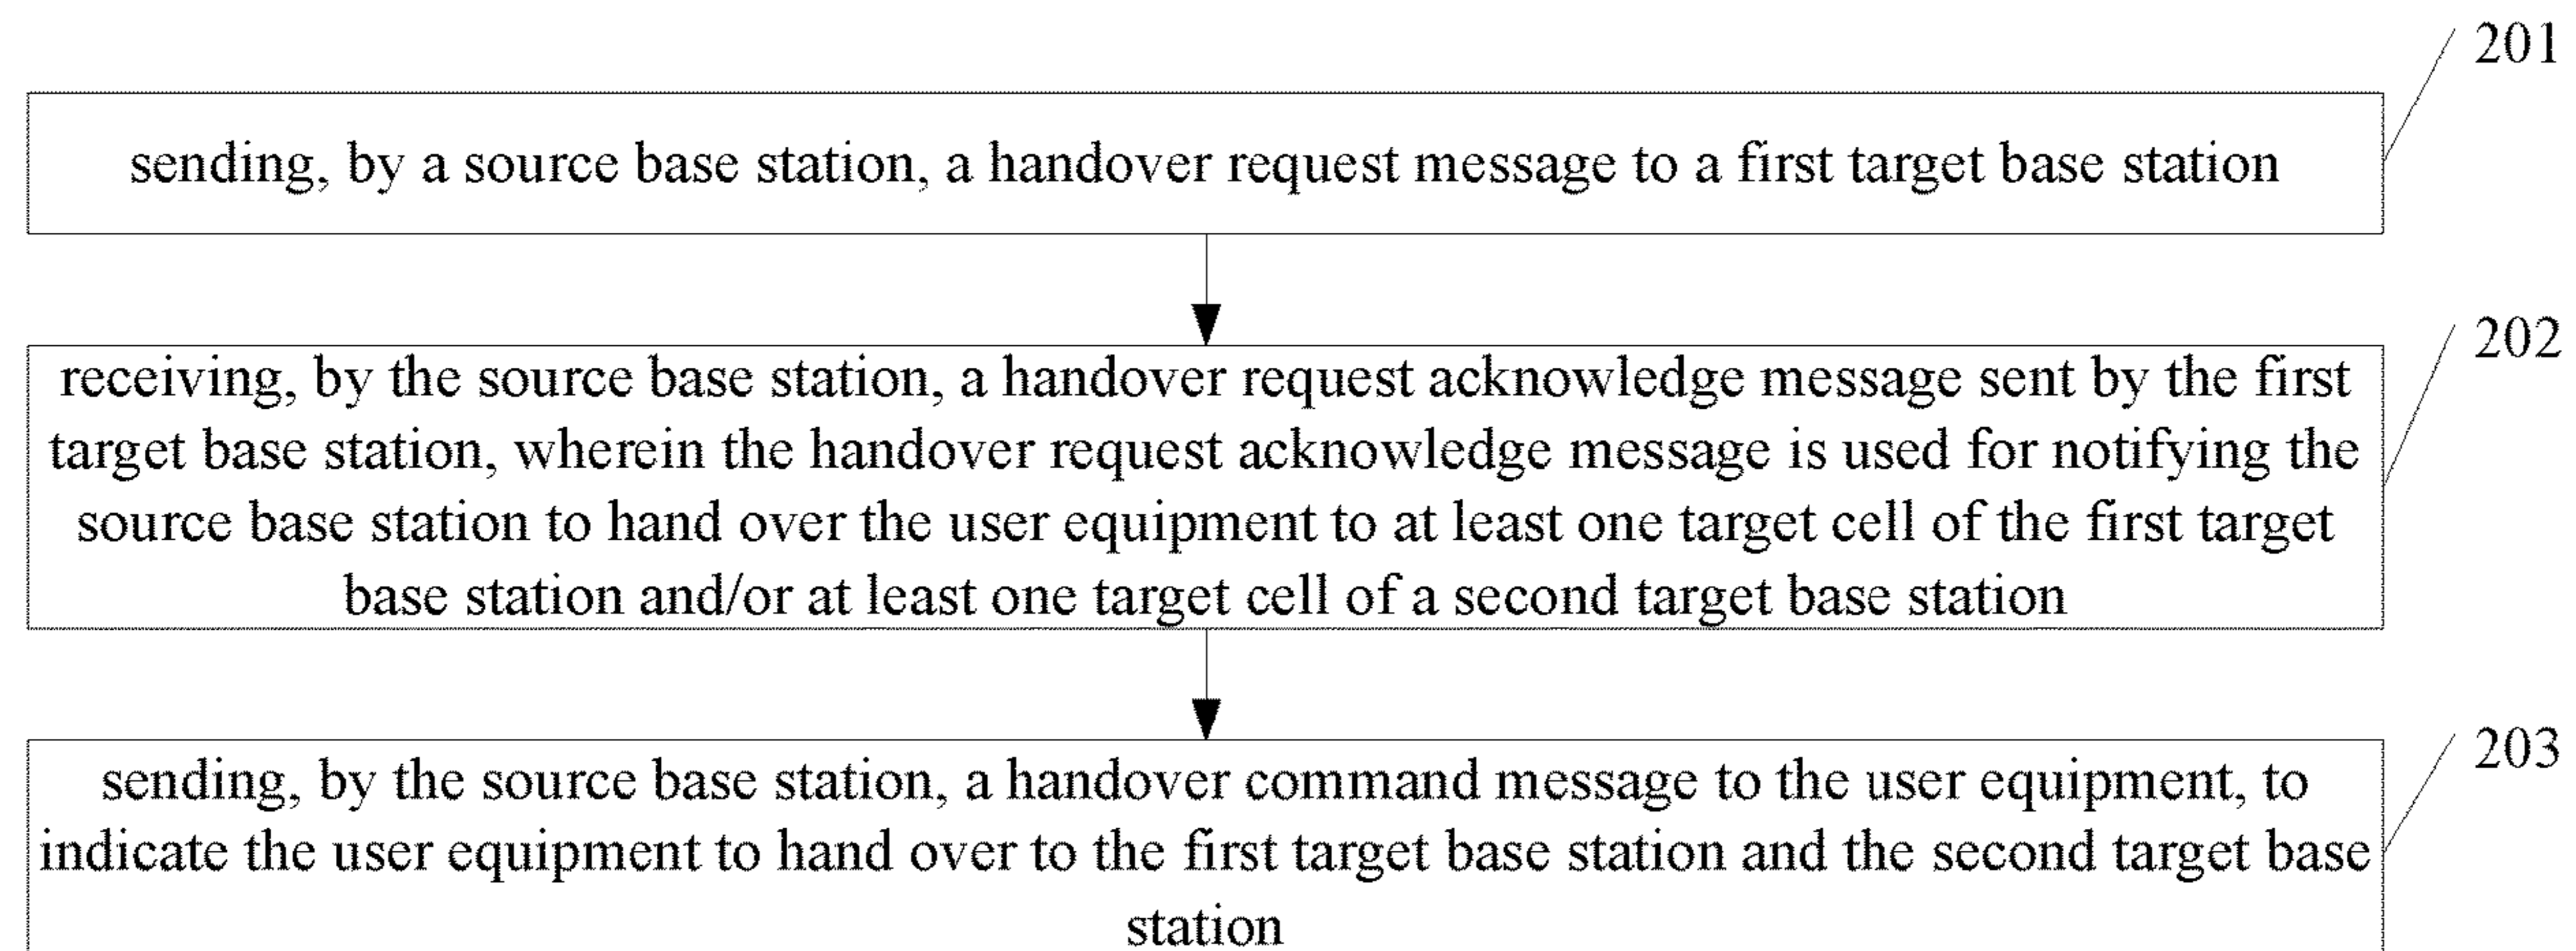 201
sending, by a source base station, a handover request message to a first target base station
202
receiving, by the source base station, a handover request acknowledge message sent by the first
target base station, wherein the handover request acknowledge message is used for notifying the
source base station to hand over the user equipment to at least one target cell of the first target
base station and/or at least one target cell of a second target base station
203
sending, by the source base station, a handover command message to the user equipment, to
indicate the user equipment to hand over to the first target base station and the second target base
station